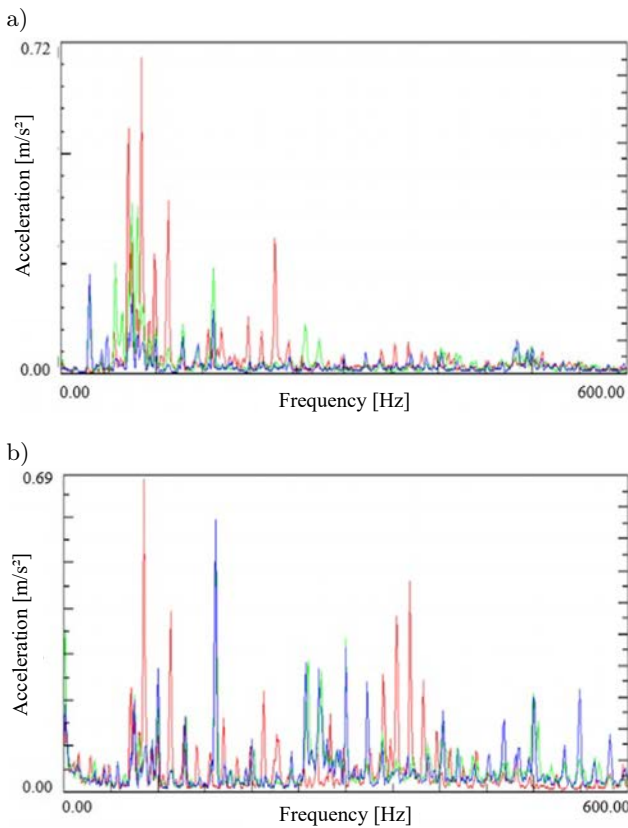 a)
0.72
Acceleration [m/s²]
0.00
0.00 600.00
Frequency [Hz]
b)
0.69
Acceleration [m/s²]
0.00
0.00 600.00
Frequency [Hz]